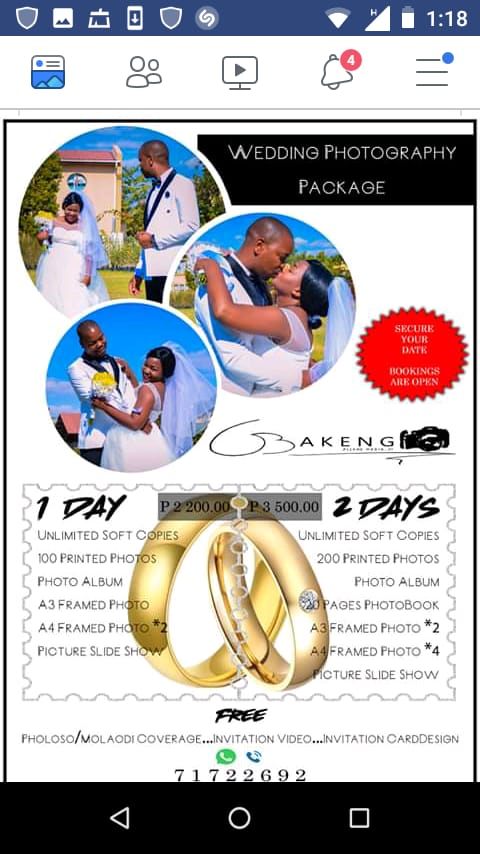 H
1:18
4
WEDDING PHOTOGRAPHY
PACKAGE
SECURE
YOUR
DATE
BOOKINGS
ARE OPEN
BAKENG
1 DAY
P 2 200.00
UNLIMITED SOFT COPIES
100 PRINTED PHOTOS
PHOTO ALBUM
A3 FRAMED PHOTO
A4 FRAMED PHOTO *2
PICTURE SLIDE SHOW
P 3 500.00
2 DAYS
UNLIMITED SOFT COPIES
200 PRINTED PHOTOS
PHOTO ALBUM
20 PAGES PHOTOBOOK
A3 FRAMED PHOTO *2
A4 FRAMED PHOTO *4
PICTURE SLIDE SHOW
FREE
PHOLOSO/MOLAODI COVERAGE...INVITATION VIDEO...INVITATION CARDDESIGN
71722692